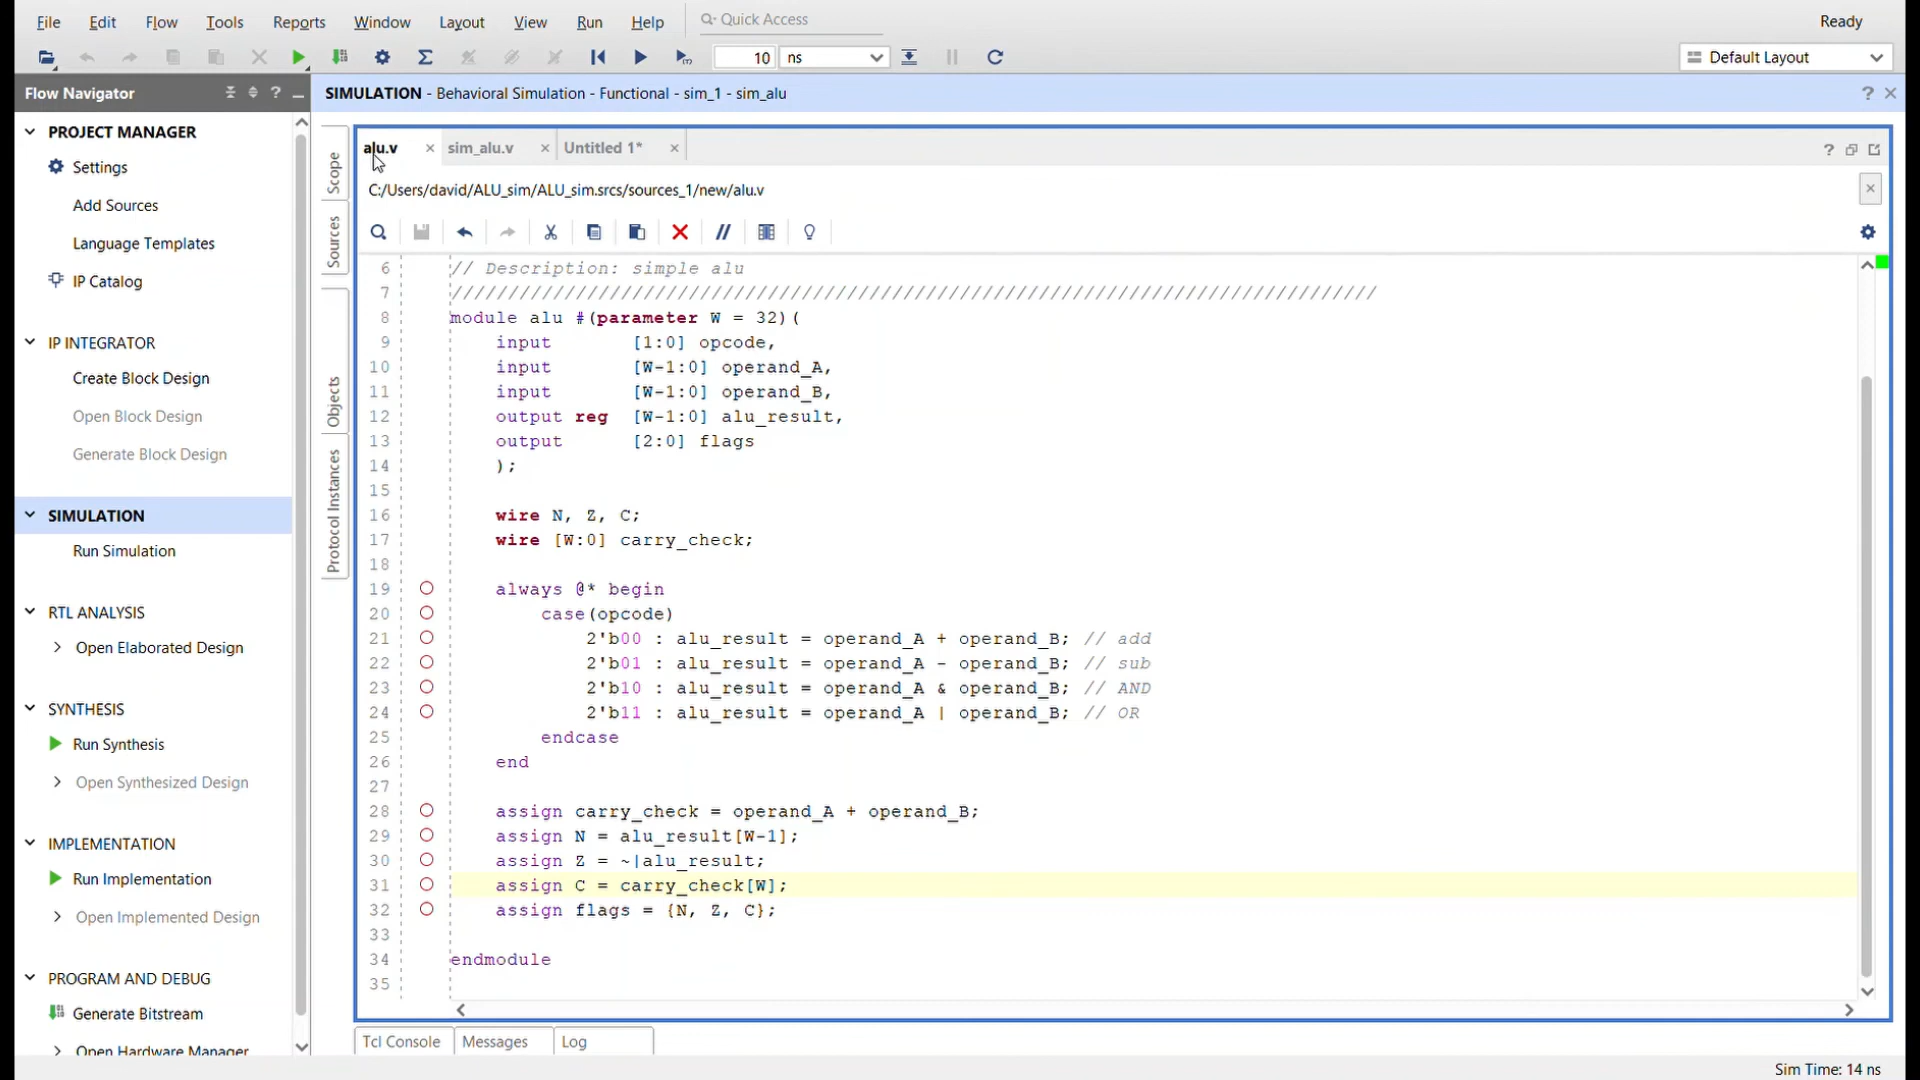 File Edit Flow Tools Reports Window Layout View Run Help Quick Access Ready
10 ns Default Layout
Flow Navigator ? SIMULATION - Behavioral Simulation - Functional - sim_1 - sim_alu ?
PROJECT MANAGER
Settings
Add Sources
Language Templates
IP Catalog
IP INTEGRATOR
Create Block Design
Open Block Design
Generate Block Design
SIMULATION
Run Simulation
RTL ANALYSIS
Open Elaborated Design
SYNTHESIS
Run Synthesis
Open Synthesized Design
IMPLEMENTATION
Run Implementation
Open Implemented Design
PROGRAM AND DEBUG
Generate Bitstream
Open Hardware Manager
Scope
Sources
Objects
Protocol Instances
alu.v sim_alu.v Untitled 1* ?
C:/Users/david/ALU_sim/ALU_sim.srcs/sources_1/new/alu.v
6 // Description: simple alu
7 //////////////////////////////////////////////////////////////////////////////////
8 module alu #(parameter W = 32)(
9 input [1:0] opcode,
10 input [W-1:0] operand_A,
11 input [W-1:0] operand_B,
12 output reg [W-1:0] alu_result,
13 output [2:0] flags
14 );
15
16 wire N, Z, C;
17 wire [W:0] carry_check;
18
19 always @* begin
20 case(opcode)
21 2'b00 : alu_result = operand_A + operand_B; // add
22 2'b01 : alu_result = operand_A - operand_B; // sub
23 2'b10 : alu_result = operand_A & operand_B; // AND
24 2'b11 : alu_result = operand_A | operand_B; // OR
25 endcase
26 end
27
28 assign carry_check = operand_A + operand_B;
29 assign N = alu_result[W-1];
30 assign Z = ~|alu_result;
31 assign C = carry_check[W];
32 assign flags = {N, Z, C};
33
34 endmodule
35
Tcl Console Messages Log
Sim Time: 14 ns